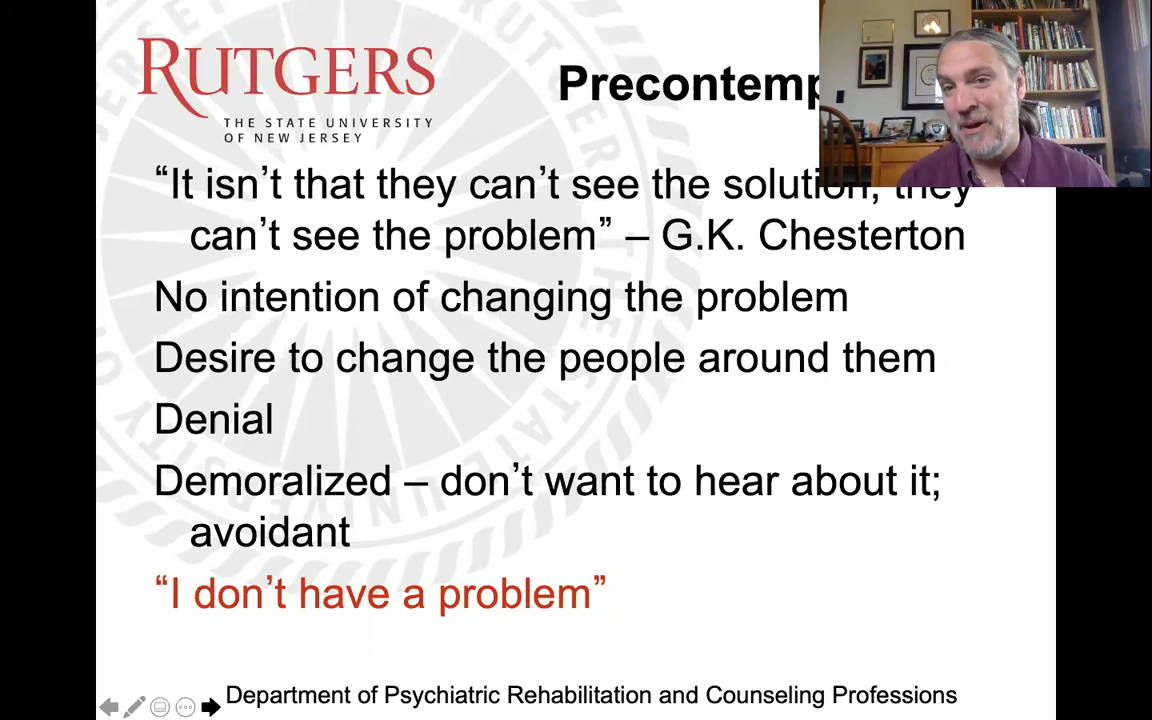 RUTGERS
THE STATE UNIVERSITY
OF NEW JERSEY
Precontemp
“It isn’t that they can’t see the solution, they
can’t see the problem” – G.K. Chesterton
No intention of changing the problem
Desire to change the people around them
Denial
Demoralized – don’t want to hear about it;
avoidant
“I don’t have a problem”
Department of Psychiatric Rehabilitation and Counseling Professions